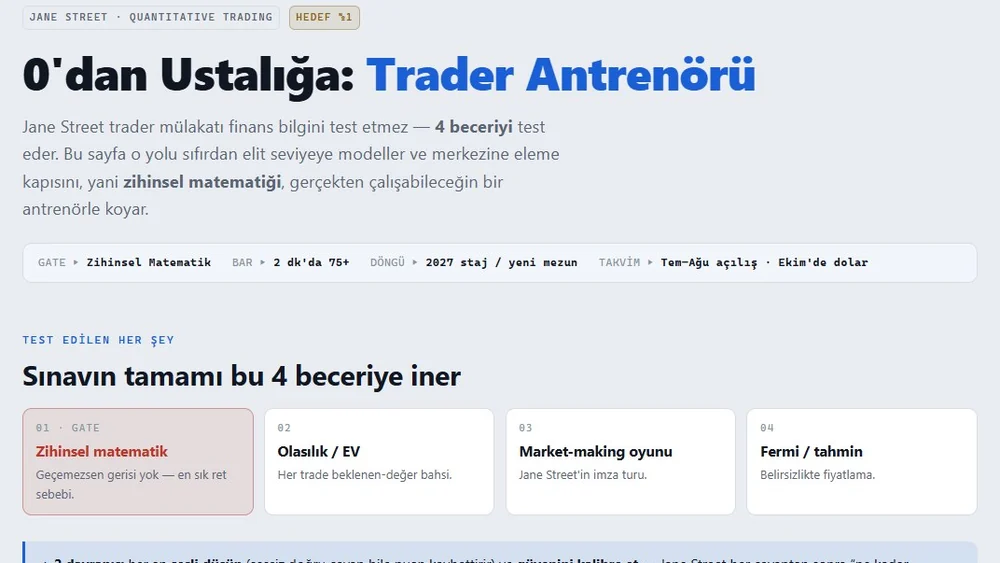 JANE STREET · QUANTITATIVE TRADING
HEDEF %1
0'dan Ustalığa: Trader Antrenörü
Jane Street trader mülakatı finans bilgini test etmez — 4 beceriyi test
eder. Bu sayfa o yolu sıfırdan elit seviyeye modeller ve merkezine eleme
kapısını, yani zihinsel matematiği, gerçekten çalışabileceğin bir
antrenörle koyar.
GATE ▸ Zihinsel Matematik BAR ▸ 2 dk'da 75+ DÖNGÜ ▸ 2027 staj / yeni mezun TAKVİM ▸ Tem–Ağu açılış · Ekim'de dolar
TEST EDİLEN HER ŞEY
Sınavın tamamı bu 4 beceriye iner
01 · GATE
Zihinsel matematik
Geçemezsen gerisi yok — en sık ret
sebebi.
02
Olasılık / EV
Her trade beklenen-değer bahsi.
03
Market-making oyunu
Jane Street'in imza turu.
04
Fermi / tahmin
Belirsizlikte fiyatlama.